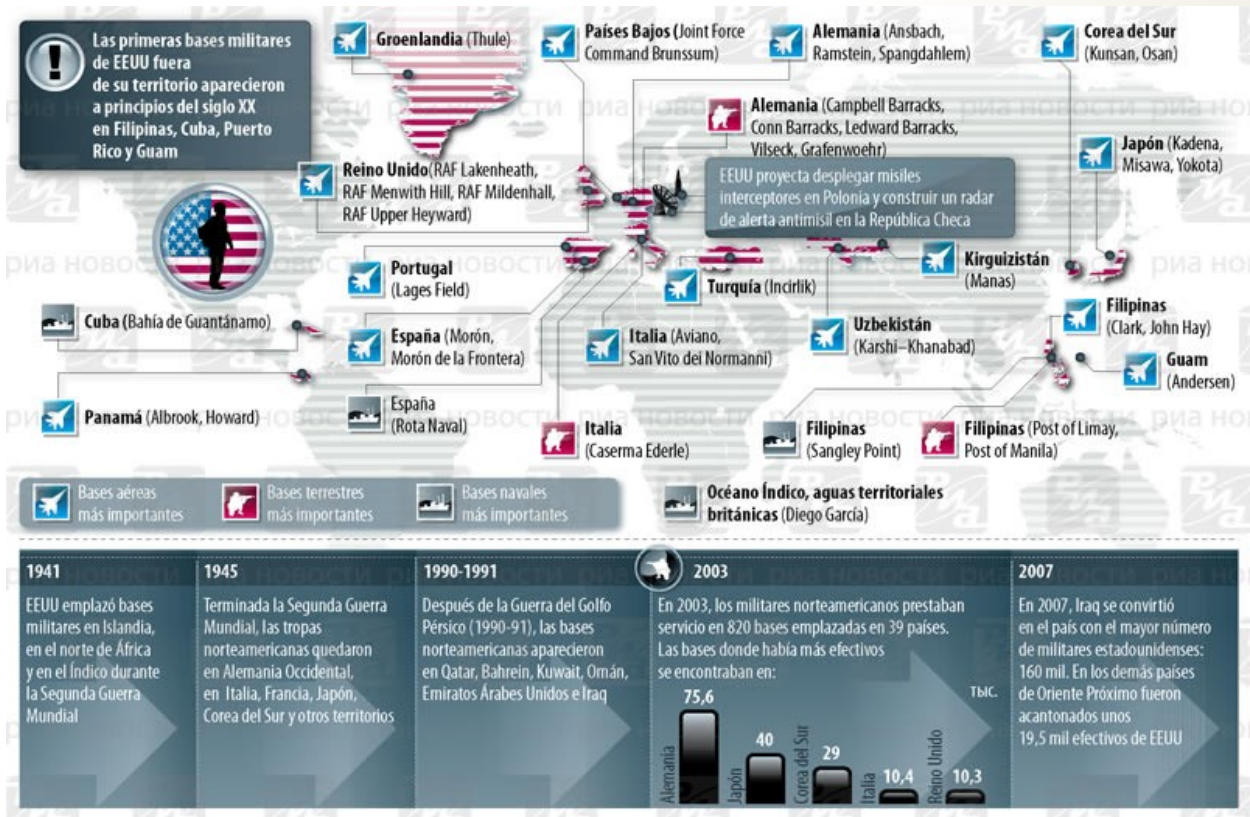 Las primeras bases militares
de EEUU fuera
de su territorio aparecieron
a principios del siglo XX
en Filipinas, Cuba, Puerto
Rico y Guam
Groenlandia (Thule)
Países Bajos (Joint Force
Command Brunssum)
Alemania (Ansbach,
Ramstein, Spangdahlem)
Corea del Sur
(Kunsan, Osan)
Alemania (Campbell Barracks,
Conn Barracks, Ledward Barracks,
Vilseck, Grafenwoehr)
Japón (Kadena,
Misawa, Yokota)
Reino Unido(RAF Lakenheath,
RAF Menwith Hill, RAF Mildenhall,
RAF Upper Heyward)
EEUU proyecta desplegar misiles
interceptores en Polonia y construir un radar
de alerta antimisil en la República Checa
Portugal
(Lages Field)
Turquía (Incirlik)
Kirguizistán
(Manas)
Cuba (Bahía de Guantánamo)
España (Morón,
Morón de la Frontera)
Italia (Aviano,
San Vito dei Normanni)
Uzbekistán
(Karshi–Khanabad)
Filipinas
(Clark, John Hay)
Guam
(Andersen)
Panamá (Albrook, Howard)
España
(Rota Naval)
Italia
(Caserma Ederle)
Filipinas
(Sangley Point)
Filipinas (Post of Limay,
Post of Manila)
Bases aéreas
más importantes
Bases terrestres
más importantes
Bases navales
más importantes
Océano Índico, aguas territoriales
británicas (Diego García)
1941
EEUU emplazó bases
militares en Islandia,
en el norte de África
y en el Índico durante
la Segunda Guerra
Mundial
1945
Terminada la Segunda Guerra
Mundial, las tropas
norteamericanas quedaron
en Alemania Occidental,
en Italia, Francia, Japón,
Corea del Sur y otros territorios
1990-1991
Después de la Guerra del Golfo
Pérsico (1990-91), las bases
norteamericanas aparecieron
en Qatar, Bahrein, Kuwait, Omán,
Emiratos Árabes Unidos e Iraq
2003
En 2003, los militares norteamericanos prestaban
servicio en 820 bases emplazadas en 39 países.
Las bases donde había más efectivos
se encontraban en:
тыс.
75,6
Alemania
40
Japón
29
Corea del Sur
10,4
Italia
10,3
Reino Unido
2007
En 2007, Iraq se convirtió
en el país con el mayor número
de militares estadounidenses:
160 mil. En los demás países
de Oriente Próximo fueron
acantonados unos
19,5 mil efectivos de EEUU